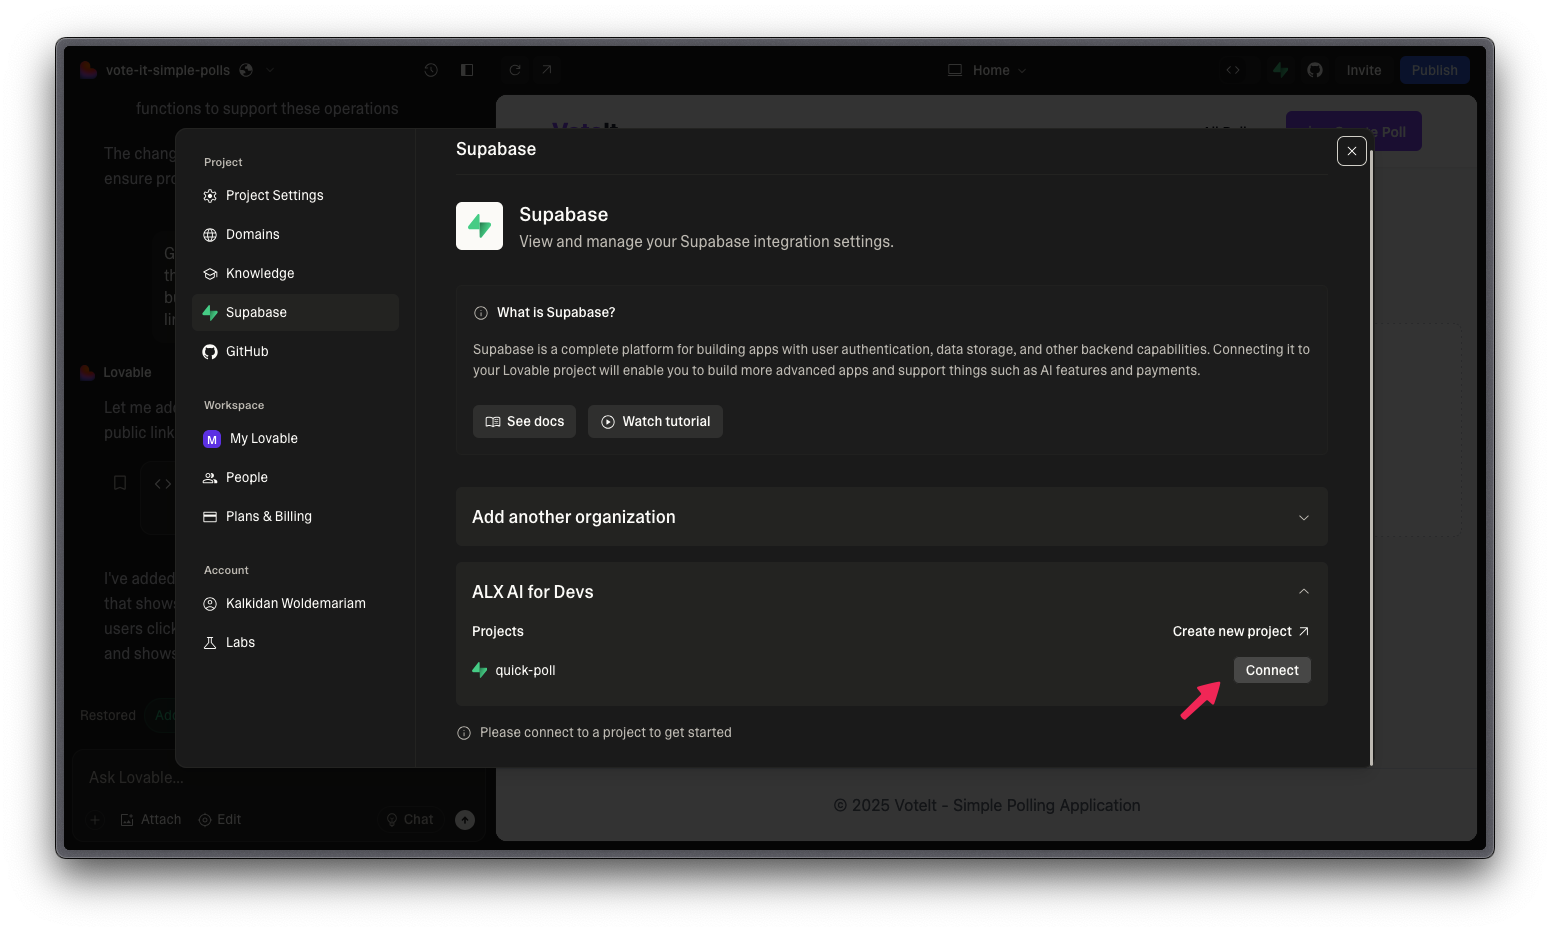 vote-it-simple-polls
Home
Invite
Publish
functions to support these operations
The chang
ensure pro
Lovable
Let me add
public link
I've added
that shows
users click
and shows
Restored
Add
Ask Lovable...
Attach
Edit
Chat
Project
Project Settings
Domains
Knowledge
Supabase
GitHub
Workspace
M My Lovable
People
Plans & Billing
Account
Kalkidan Woldemariam
Labs
Supabase
Supabase
View and manage your Supabase integration settings.
What is Supabase?
Supabase is a complete platform for building apps with user authentication, data storage, and other backend capabilities. Connecting it to
your Lovable project will enable you to build more advanced apps and support things such as AI features and payments.
See docs
Watch tutorial
Add another organization
ALX AI for Devs
Projects
Create new project
quick-poll
Connect
Please connect to a project to get started
Poll
© 2025 VoteIt - Simple Polling Application